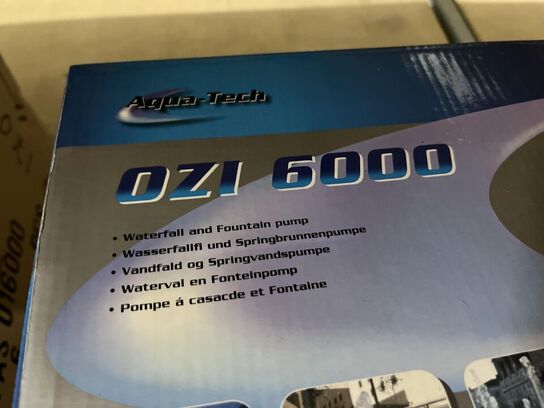 Aqua-Tech
OZI 6000
• Waterfall and Fountain pump
• Wasserfallfi und Springbrunnenpumpe
• Vandfald og Springvandspumpe
• Waterval en Fonteinpomp
• Pompe á casacde et Fontaine
016000